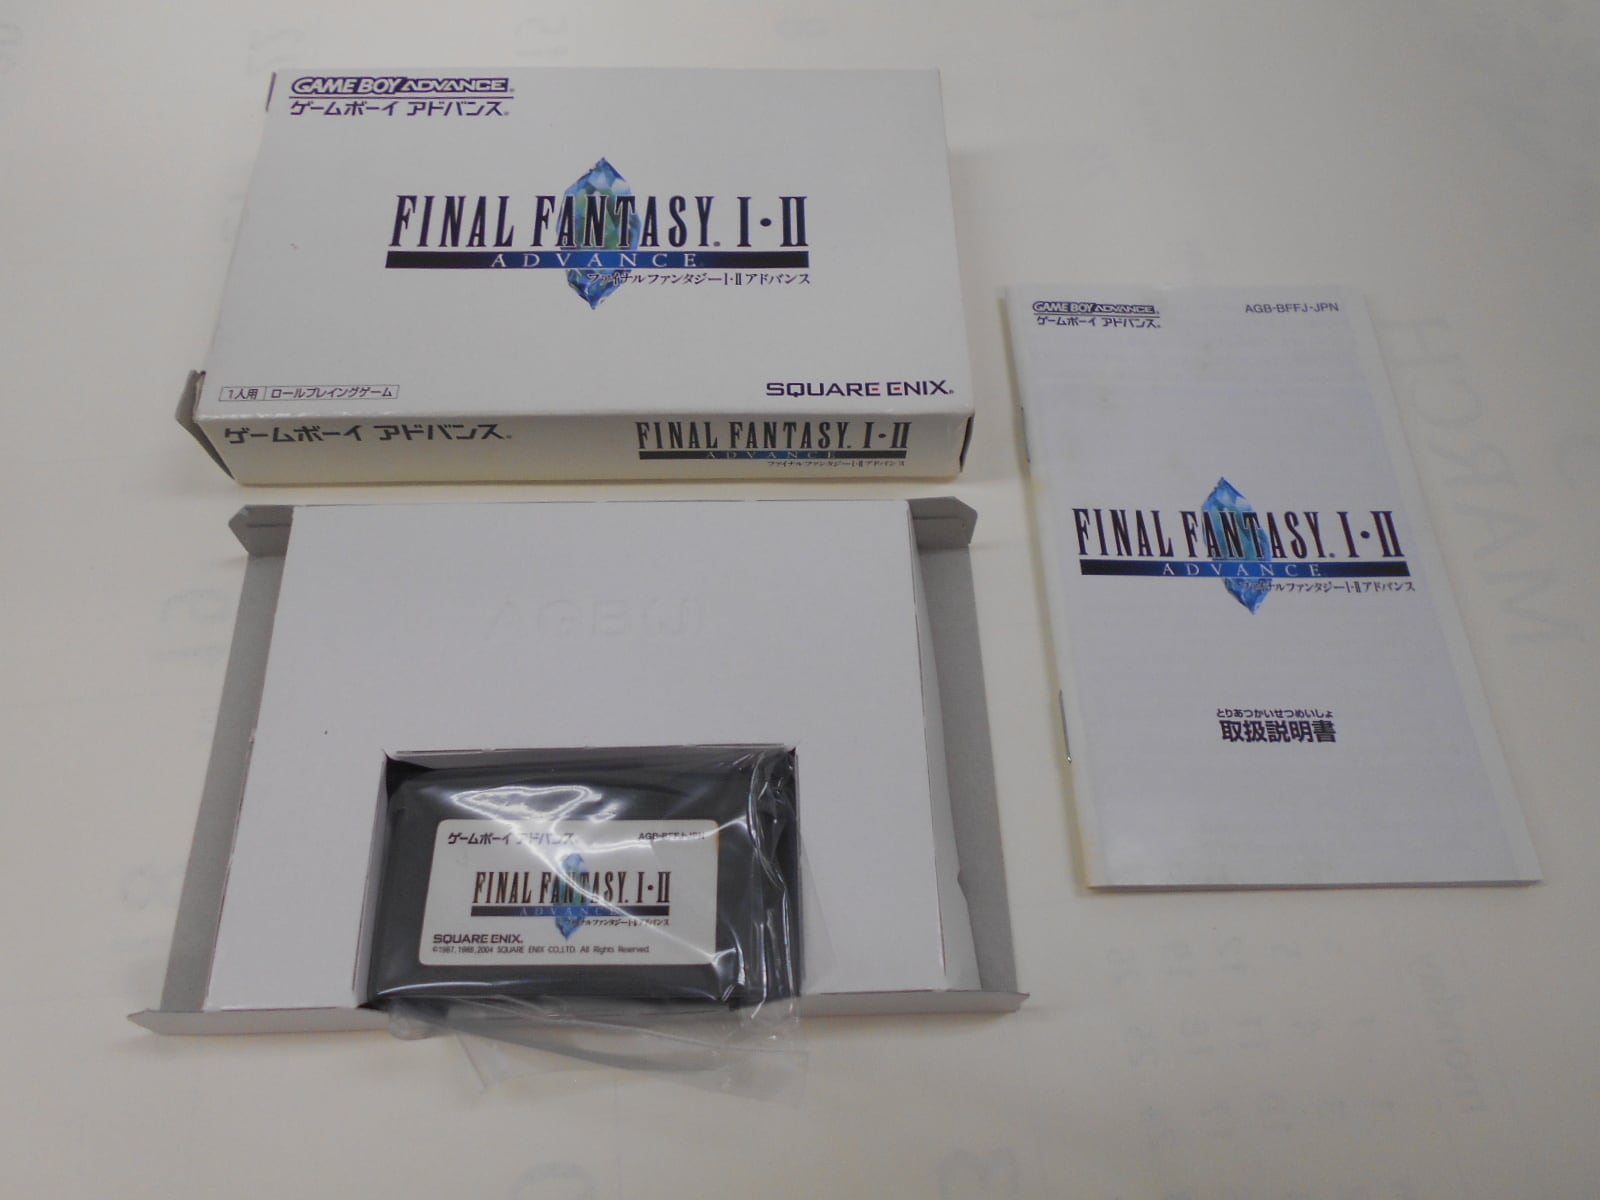 GAME BOY ADVANCE
ゲームボーイ アドバンス®
FINAL FANTASY® I・II
ADVANCE
ファイナルファンタジーI・II アドバンス
1人用 ロールプレイングゲーム
SQUARE ENIX®
ゲームボーイ アドバンス®
FINAL FANTASY® I・II
ADVANCE
ファイナルファンタジーI・II アドバンス
GAME BOY ADVANCE
AGB-BFFJ-JPN
ゲームボーイ アドバンス®
FINAL FANTASY® I・II
ADVANCE
ファイナルファンタジーI・II アドバンス
とりあつかいせつめいしょ
取扱説明書
AGB(J)
ゲームボーイ アドバンス®
AGB-BFFJ-JPN
FINAL FANTASY® I・II
ADVANCE
ファイナルファンタジーI・II アドバンス
SQUARE ENIX®
©1987, 1988, 2004 SQUARE ENIX CO.,LTD. All Rights Reserved.
MARCH